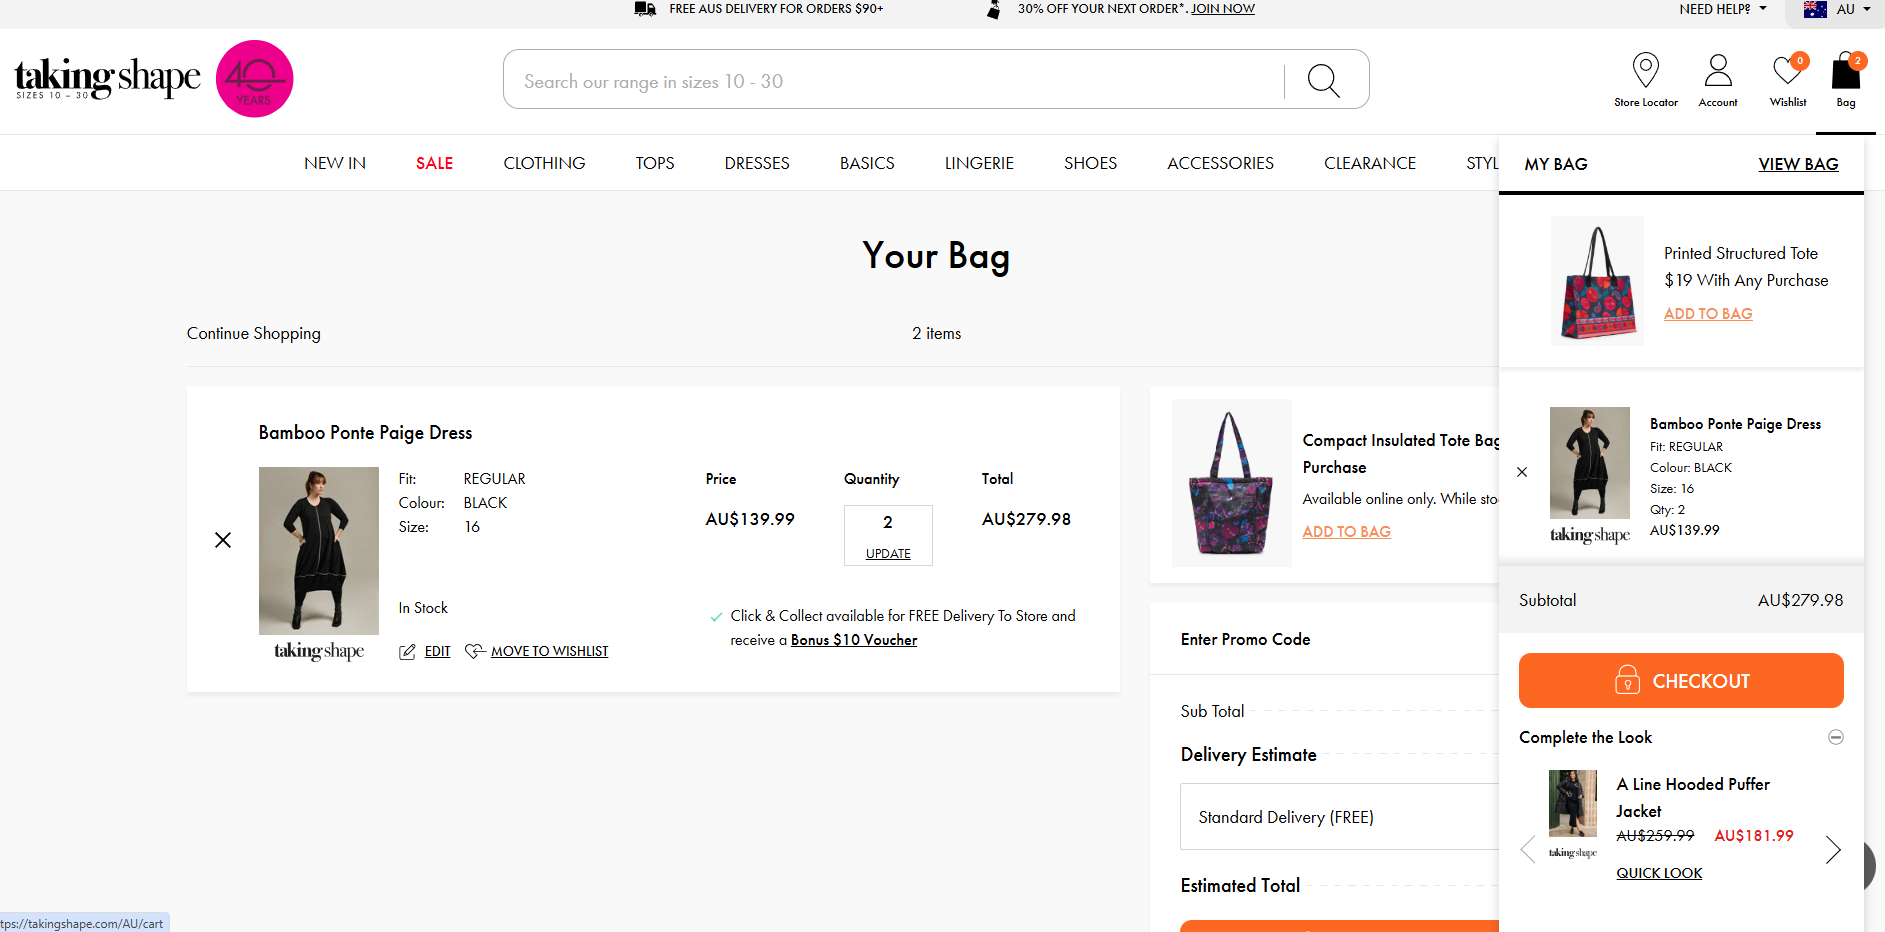 FREE AUS DELIVERY FOR ORDERS $90+
30% OFF YOUR NEXT ORDER*. JOIN NOW
NEED HELP?
AU
taking shape
SIZES 10 – 30
40
YEARS
Search our range in sizes 10 - 30
Store Locator
Account
0
Wishlist
2
Bag
NEW IN
SALE
CLOTHING
TOPS
DRESSES
BASICS
LINGERIE
SHOES
ACCESSORIES
CLEARANCE
STYL
MY BAG
VIEW BAG
Printed Structured Tote
$19 With Any Purchase
ADD TO BAG
Bamboo Ponte Paige Dress
Fit: REGULAR
Colour: BLACK
Size: 16
Qty: 2
AU$139.99
taking shape
Subtotal AU$279.98
CHECKOUT
Complete the Look
A Line Hooded Puffer
Jacket
AU$259.99 AU$181.99
taking shape
QUICK LOOK
Your Bag
Continue Shopping
2 items
Bamboo Ponte Paige Dress
Fit: REGULAR
Colour: BLACK
Size: 16
Price
AU$139.99
Quantity
2
UPDATE
Total
AU$279.98
In Stock
taking shape
EDIT
MOVE TO WISHLIST
Click & Collect available for FREE Delivery To Store and
receive a Bonus $10 Voucher
Compact Insulated Tote Bag
Purchase
Available online only. While sto
ADD TO BAG
Enter Promo Code
Sub Total
Delivery Estimate
Standard Delivery (FREE)
Estimated Total
tps://takingshape.com/AU/cart